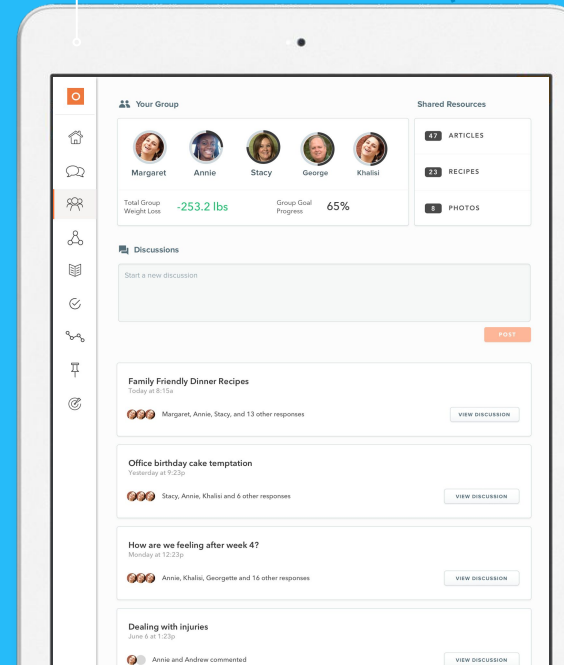 Your Group
Shared Resources
Margaret
Annie
Stacy
George
Khalisi
Total Group
Weight Loss
-253.2 lbs
Group Goal
Progress
65%
47 ARTICLES
23 RECIPES
8 PHOTOS
Discussions
Start a new discussion
POST
Family Friendly Dinner Recipes
Today at 8:15a
Margaret, Annie, Stacy, and 13 other responses
VIEW DISCUSSION
Office birthday cake temptation
Yesterday at 9:23p
Stacy, Annie, Khalisi and 6 other responses
VIEW DISCUSSION
How are we feeling after week 4?
Monday at 12:23p
Annie, Khalisi, Georgette and 16 other responses
VIEW DISCUSSION
Dealing with injuries
June 6 at 1:23p
Annie and Andrew commented
VIEW DISCUSSION